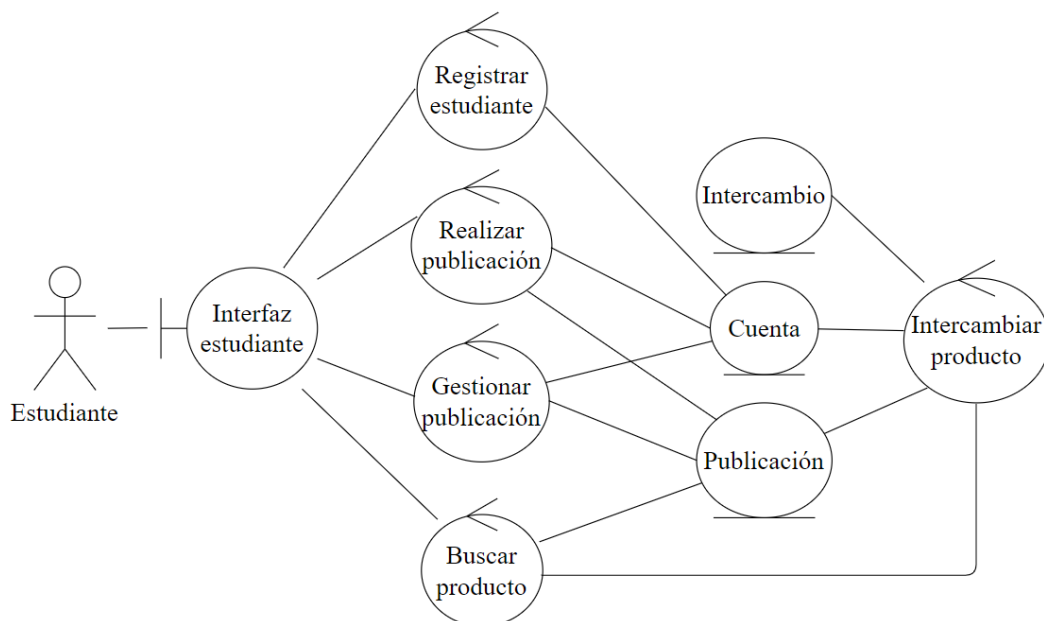 Registrar
estudiante
Realizar
publicación
Intercambio
Interfaz
estudiante
Cuenta
Intercambiar
producto
Estudiante
Gestionar
publicación
Publicación
Buscar
producto